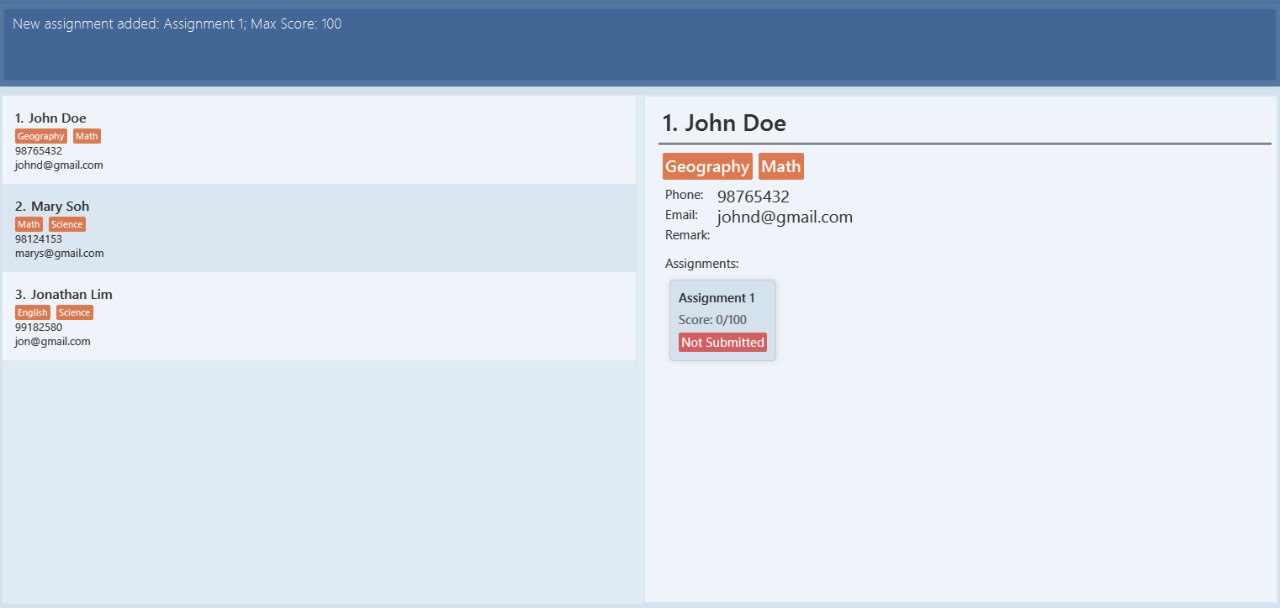 New assignment added: Assignment 1; Max Score: 100
1. John Doe
Geography Math
98765432
johnd@gmail.com
2. Mary Soh
Math Science
98124153
marys@gmail.com
3. Jonathan Lim
English Science
99182580
jon@gmail.com
1. John Doe
Geography Math
Phone: 98765432
Email: johnd@gmail.com
Remark:
Assignments:
Assignment 1
Score: 0/100
Not Submitted